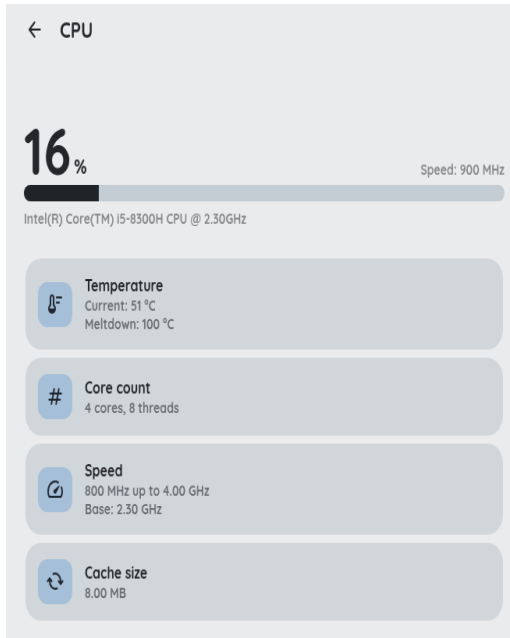 CPU
16%
Speed: 900 MHz
Intel(R) Core(TM) i5-8300H CPU @ 2.30GHz
Temperature
Current: 51 °C
Meltdown: 100 °C
#
Core count
4 cores, 8 threads
Speed
800 MHz up to 4.00 GHz
Base: 2.30 GHz
Cache size
8.00 MB